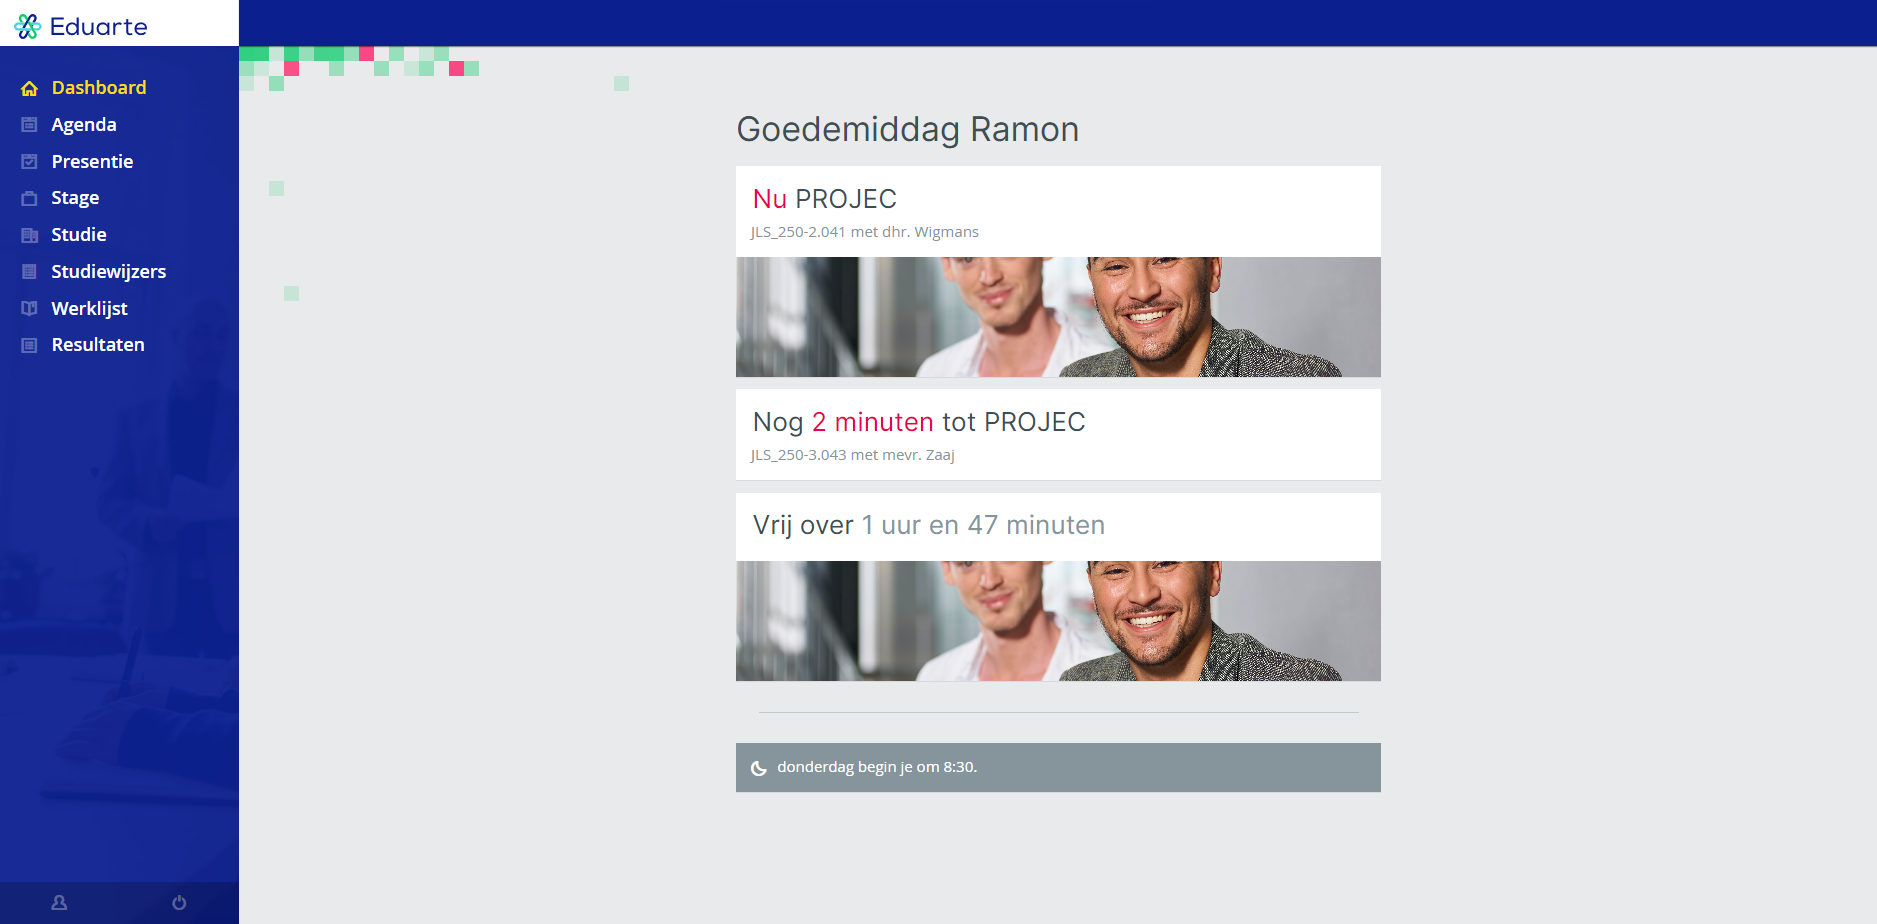 Eduarte
Dashboard
Agenda
Presentie
Stage
Studie
Studiewijzers
Werklijst
Resultaten
Goedemiddag Ramon
Nu PROJEC
JLS_250-2.041 met dhr. Wigmans
Nog 2 minuten tot PROJEC
JLS_250-3.043 met mevr. Zaaj
Vrij over 1 uur en 47 minuten
donderdag begin je om 8:30.